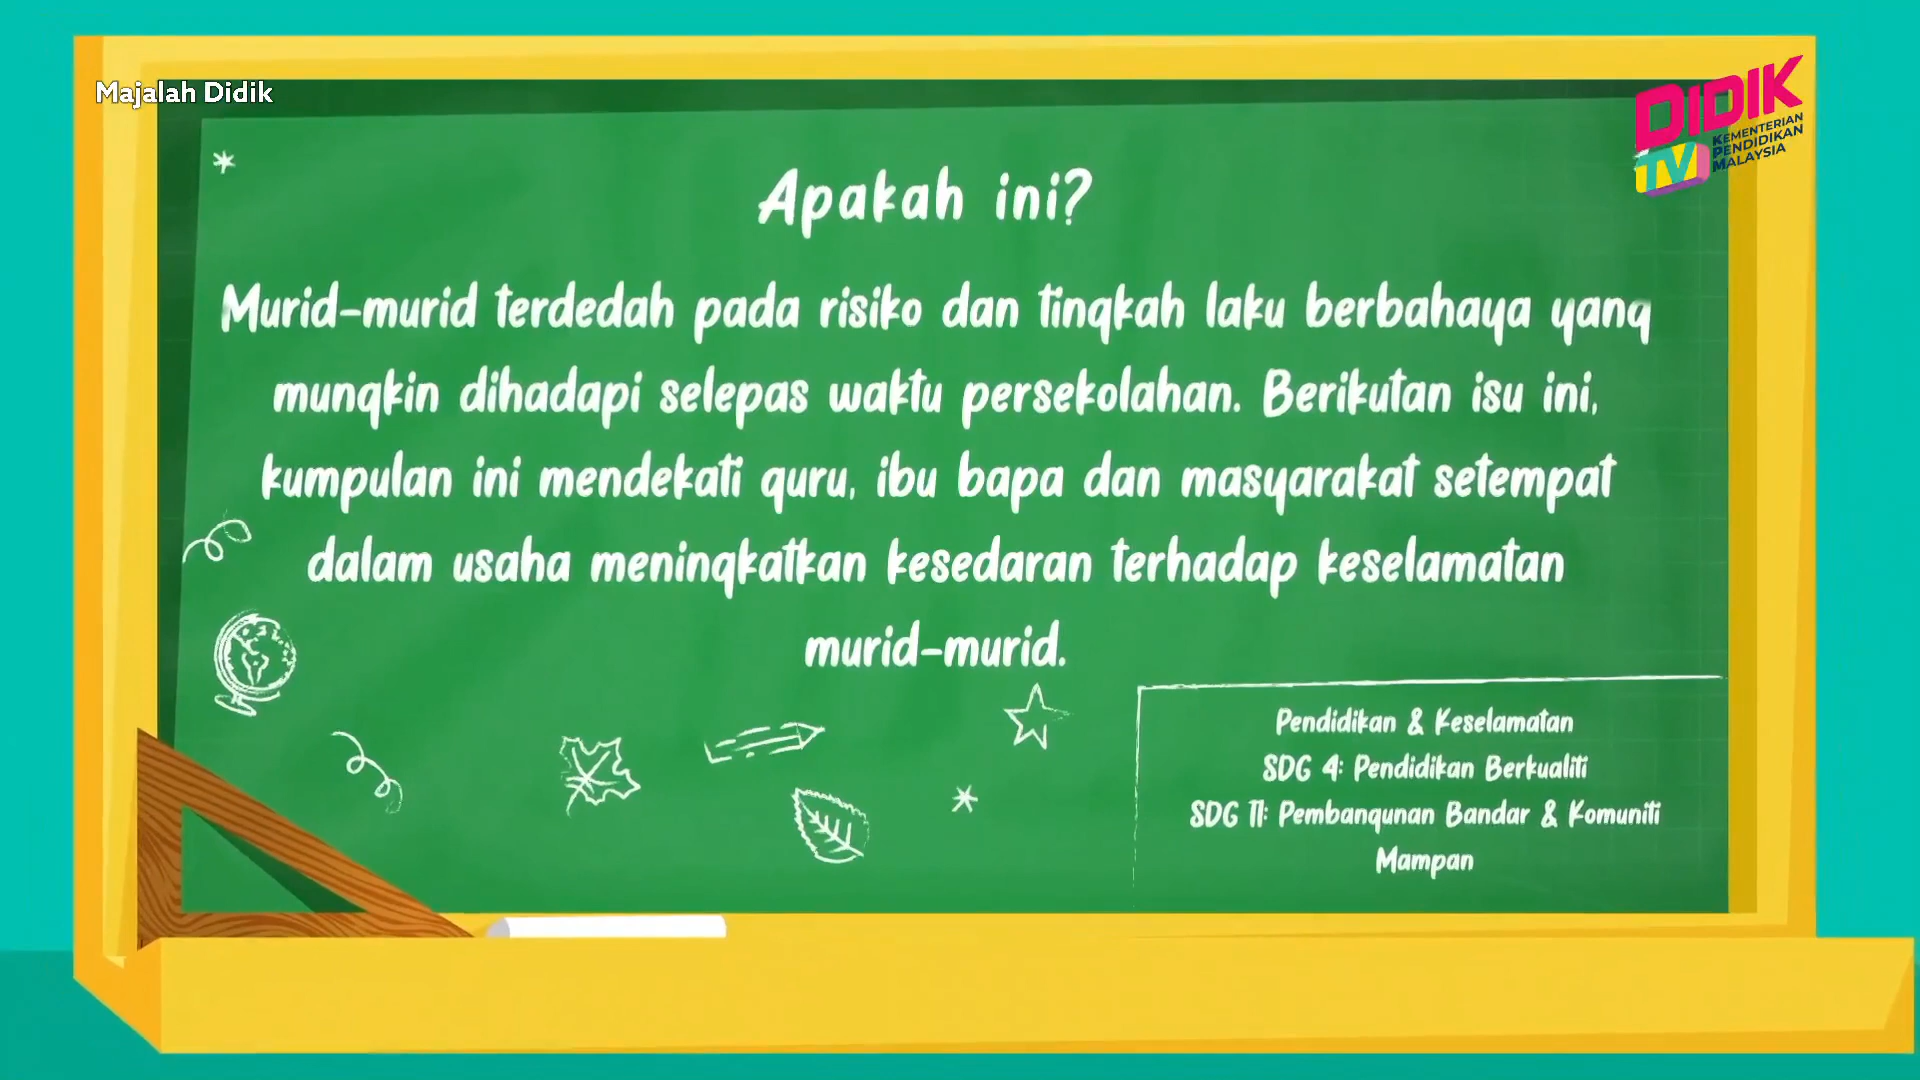 Majalah Didik
DIDIK
TV
KEMENTERIAN
PENDIDIKAN
MALAYSIA
Apakah ini?
Murid-murid terdedah pada risiko dan tingkah laku berbahaya yang
mungkin dihadapi selepas waktu persekolahan. Berikutan isu ini,
kumpulan ini mendekati guru, ibu bapa dan masyarakat setempat
dalam usaha meningkatkan kesedaran terhadap keselamatan
murid-murid.
Pendidikan & Keselamatan
SDG 4: Pendidikan Berkualiti
SDG 11: Pembangunan Bandar & Komuniti
Mampan